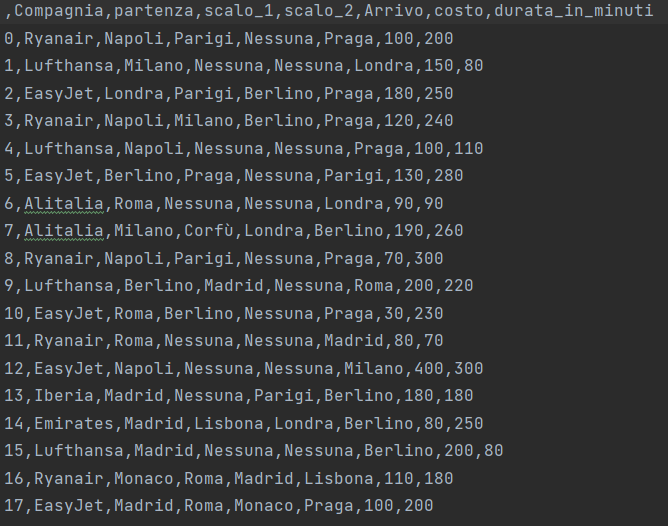 ,Compagnia,partenza,scalo_1,scalo_2,Arrivo,costo,durata_in_minuti
0,Ryanair,Napoli,Parigi,Nessuna,Praga,100,200
1,Lufthansa,Milano,Nessuna,Nessuna,Londra,150,80
2,EasyJet,Londra,Parigi,Berlino,Praga,180,250
3,Ryanair,Napoli,Milano,Berlino,Praga,120,240
4,Lufthansa,Napoli,Nessuna,Nessuna,Praga,100,110
5,EasyJet,Berlino,Praga,Nessuna,Parigi,130,280
6,Alitalia,Roma,Nessuna,Nessuna,Londra,90,90
7,Alitalia,Milano,Corfù,Londra,Berlino,190,260
8,Ryanair,Napoli,Parigi,Nessuna,Praga,70,300
9,Lufthansa,Berlino,Madrid,Nessuna,Roma,200,220
10,EasyJet,Roma,Berlino,Nessuna,Praga,30,230
11,Ryanair,Roma,Nessuna,Nessuna,Madrid,80,70
12,EasyJet,Napoli,Nessuna,Nessuna,Milano,400,300
13,Iberia,Madrid,Nessuna,Parigi,Berlino,180,180
14,Emirates,Madrid,Lisbona,Londra,Berlino,80,250
15,Lufthansa,Madrid,Nessuna,Nessuna,Berlino,200,80
16,Ryanair,Monaco,Roma,Madrid,Lisbona,110,180
17,EasyJet,Madrid,Roma,Monaco,Praga,100,200